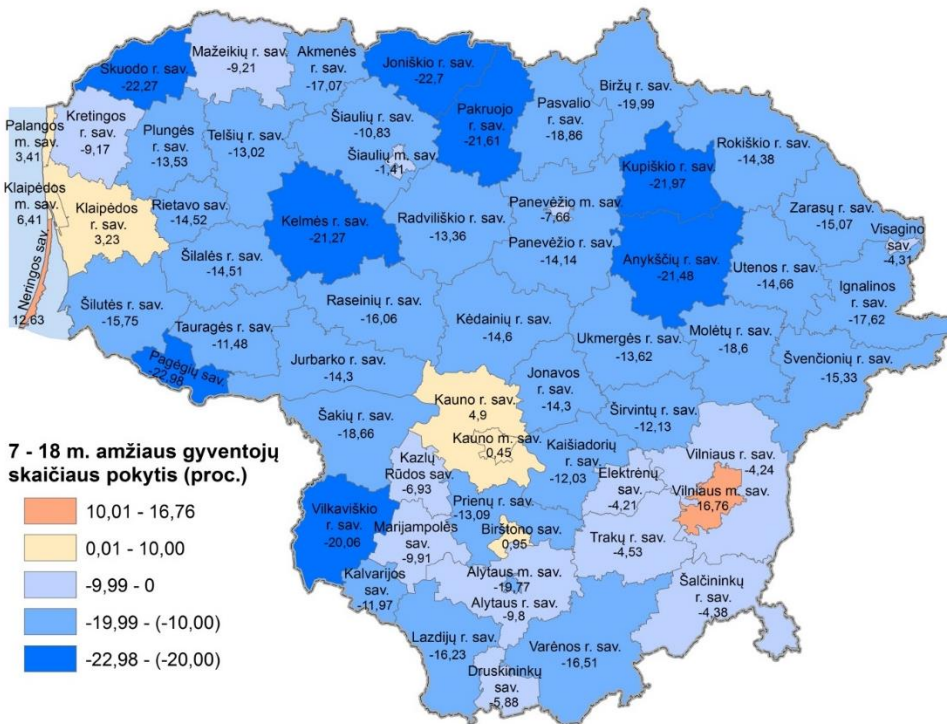 Mažeikių r. sav.
-9,21
Akmenės
r. sav.
-17,07
Skuodo r. sav.
-22,27
Joniškio r. sav.
-22,7
Biržų r. sav.
-19,99
Pakruojo
r. sav.
-21,61
Pasvalio
r. sav.
-18,86
Kretingos
r. sav.
-9,17
Palangos
m. sav.
3,41
Plungės
r. sav.
-13,53
Telšių r. sav.
-13,02
Šiaulių r. sav.
-10,83
Šiaulių m. sav.
-1,41
Rokiškio r. sav.
-14,38
Kupiškio r. sav.
-21,97
Klaipėdos
m. sav.
6,41
Klaipėdos
r. sav.
3,23
Rietavo sav.
-14,52
Kelmės r. sav.
-21,27
Radviliškio r. sav.
-13,36
Panevėžio m. sav.
-7,66
Panevėžio r. sav.
-14,14
Zarasų r. sav.
-15,07
Visagino
sav.
-4,31
Anykščių r. sav.
-21,48
Utenos r. sav.
-14,66
Ignalinos
r. sav.
-17,62
Neringos sav.
12,63
Šilalės r. sav.
-14,51
Šilutės r. sav.
-15,75
Raseinių r. sav.
-16,06
Kėdainių r. sav.
-14,6
Tauragės r. sav.
-11,48
Ukmergės r. sav.
-13,62
Molėtų r. sav.
-18,6
Švenčionių r. sav.
-15,33
Pagėgių sav.
-22,98
Jurbarko r. sav.
-14,3
Jonavos
r. sav.
-14,3
Kauno r. sav.
4,9
Širvintų r. sav.
-12,13
Šakių r. sav.
-18,66
Kauno m. sav.
0,45
Kaišiadorių
r. sav.
-12,03
Vilniaus r. sav.
-4,24
Kazlų
Rūdos sav.
-6,93
Elektrėnų
sav.
-4,21
Vilniaus m. sav.
16,76
Vilkaviškio
r. sav.
-20,06
Prienų r. sav.
-13,09
Marijampolės
sav.
-9,91
Birštono sav.
0,95
Trakų r. sav.
-4,53
Kalvarijos
sav.
-11,97
Alytaus m. sav.
-19,77
Alytaus r. sav.
-9,8
Šalčininkų
r. sav.
-4,38
Lazdijų r. sav.
-16,23
Varėnos r. sav.
-16,51
Druskininkų
sav.
-5,88
7 - 18 m. amžiaus gyventojų
skaičiaus pokytis (proc.)
10,01 - 16,76
0,01 - 10,00
-9,99 - 0
-19,99 - (-10,00)
-22,98 - (-20,00)